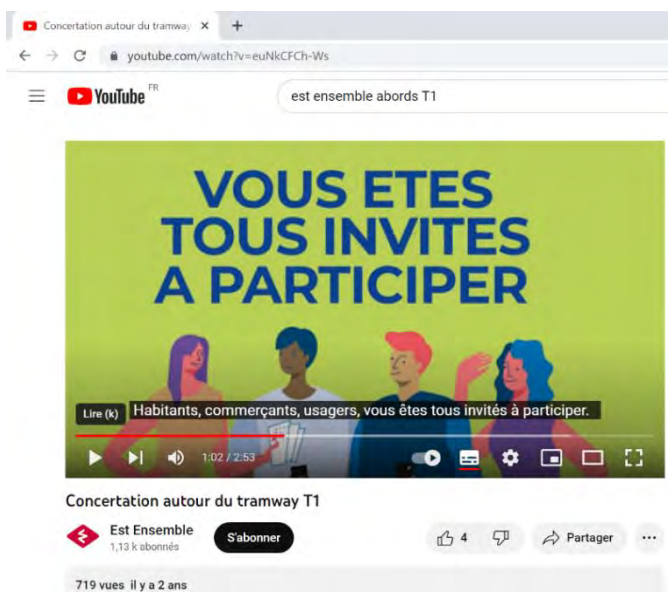 Concertation autour du tramway
youtube.com/watch?v=euNkCFCh-Ws
YouTube FR
est ensemble abords T1
VOUS ETES
TOUS INVITES
A PARTICIPER
Lire (k)
Habitants, commerçants, usagers, vous êtes tous invités à participer.
1:02 / 2:53
Concertation autour du tramway T1
Est Ensemble
1,13 k abonnés
S'abonner
4
Partager
719 vues il y a 2 ans